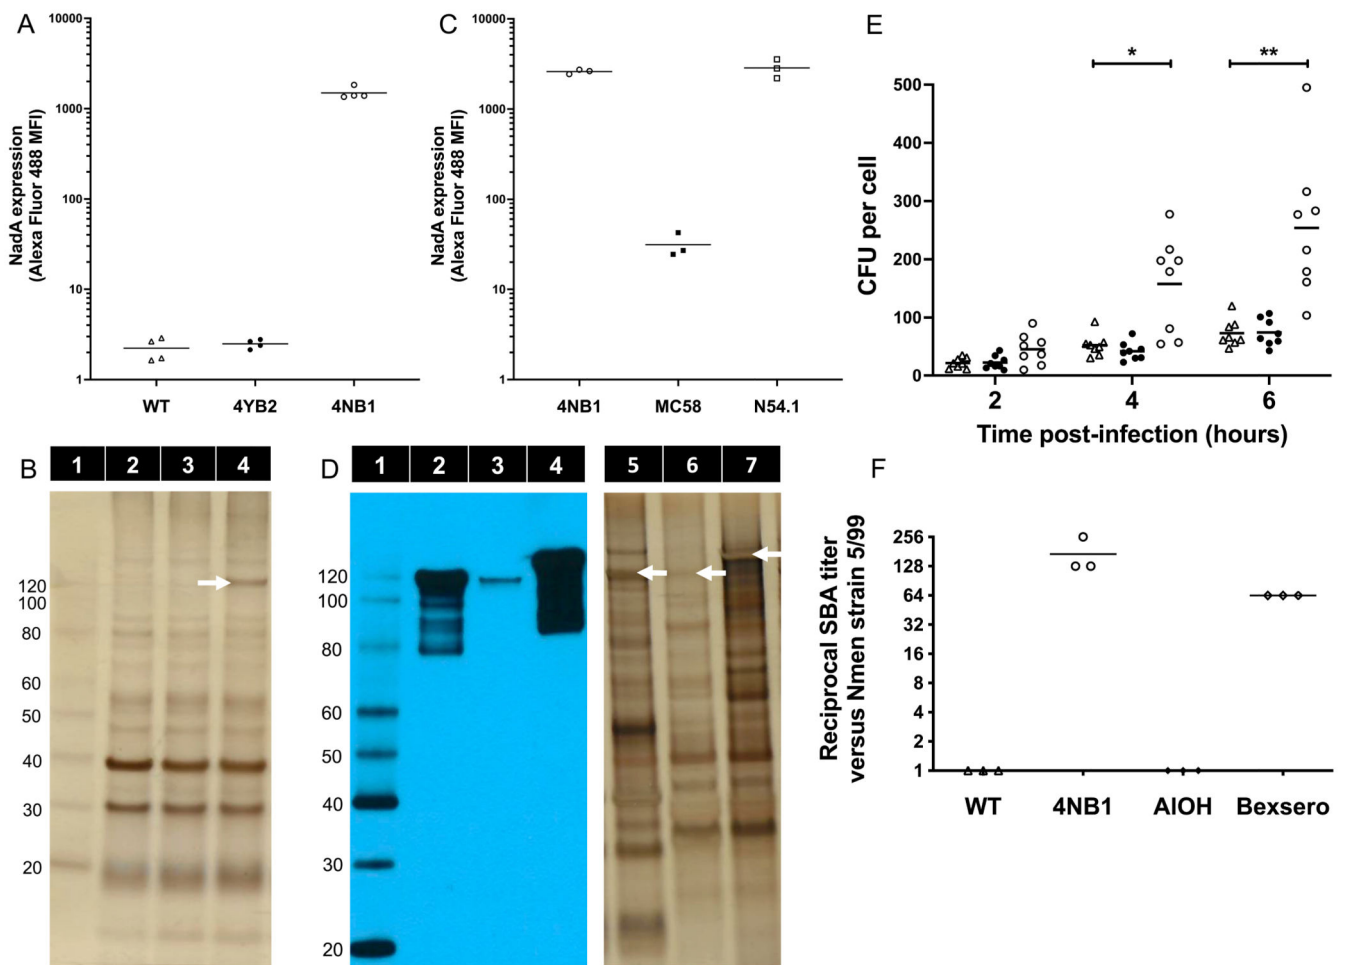 A
NadA expression
(Alexa Fluor 488 MFI)
10000
1000
100
10
1
WT 4YB2 4NB1
C
NadA expression
(Alexa Fluor 488 MFI)
10000
1000
100
10
1
4NB1 MC58 N54.1
E
* **
CFU per cell
500
400
300
200
100
0
2 4 6
Time post-infection (hours)
B
1 2 3 4
120
100
80
60
50
40
30
20
D
1 2 3 4 5 6 7
120
100
80
60
50
40
30
20
F
Reciprocal SBA titer
versus Nmen strain 5/99
256
128
64
32
16
8
4
2
1
WT 4NB1 AlOH Bexsero